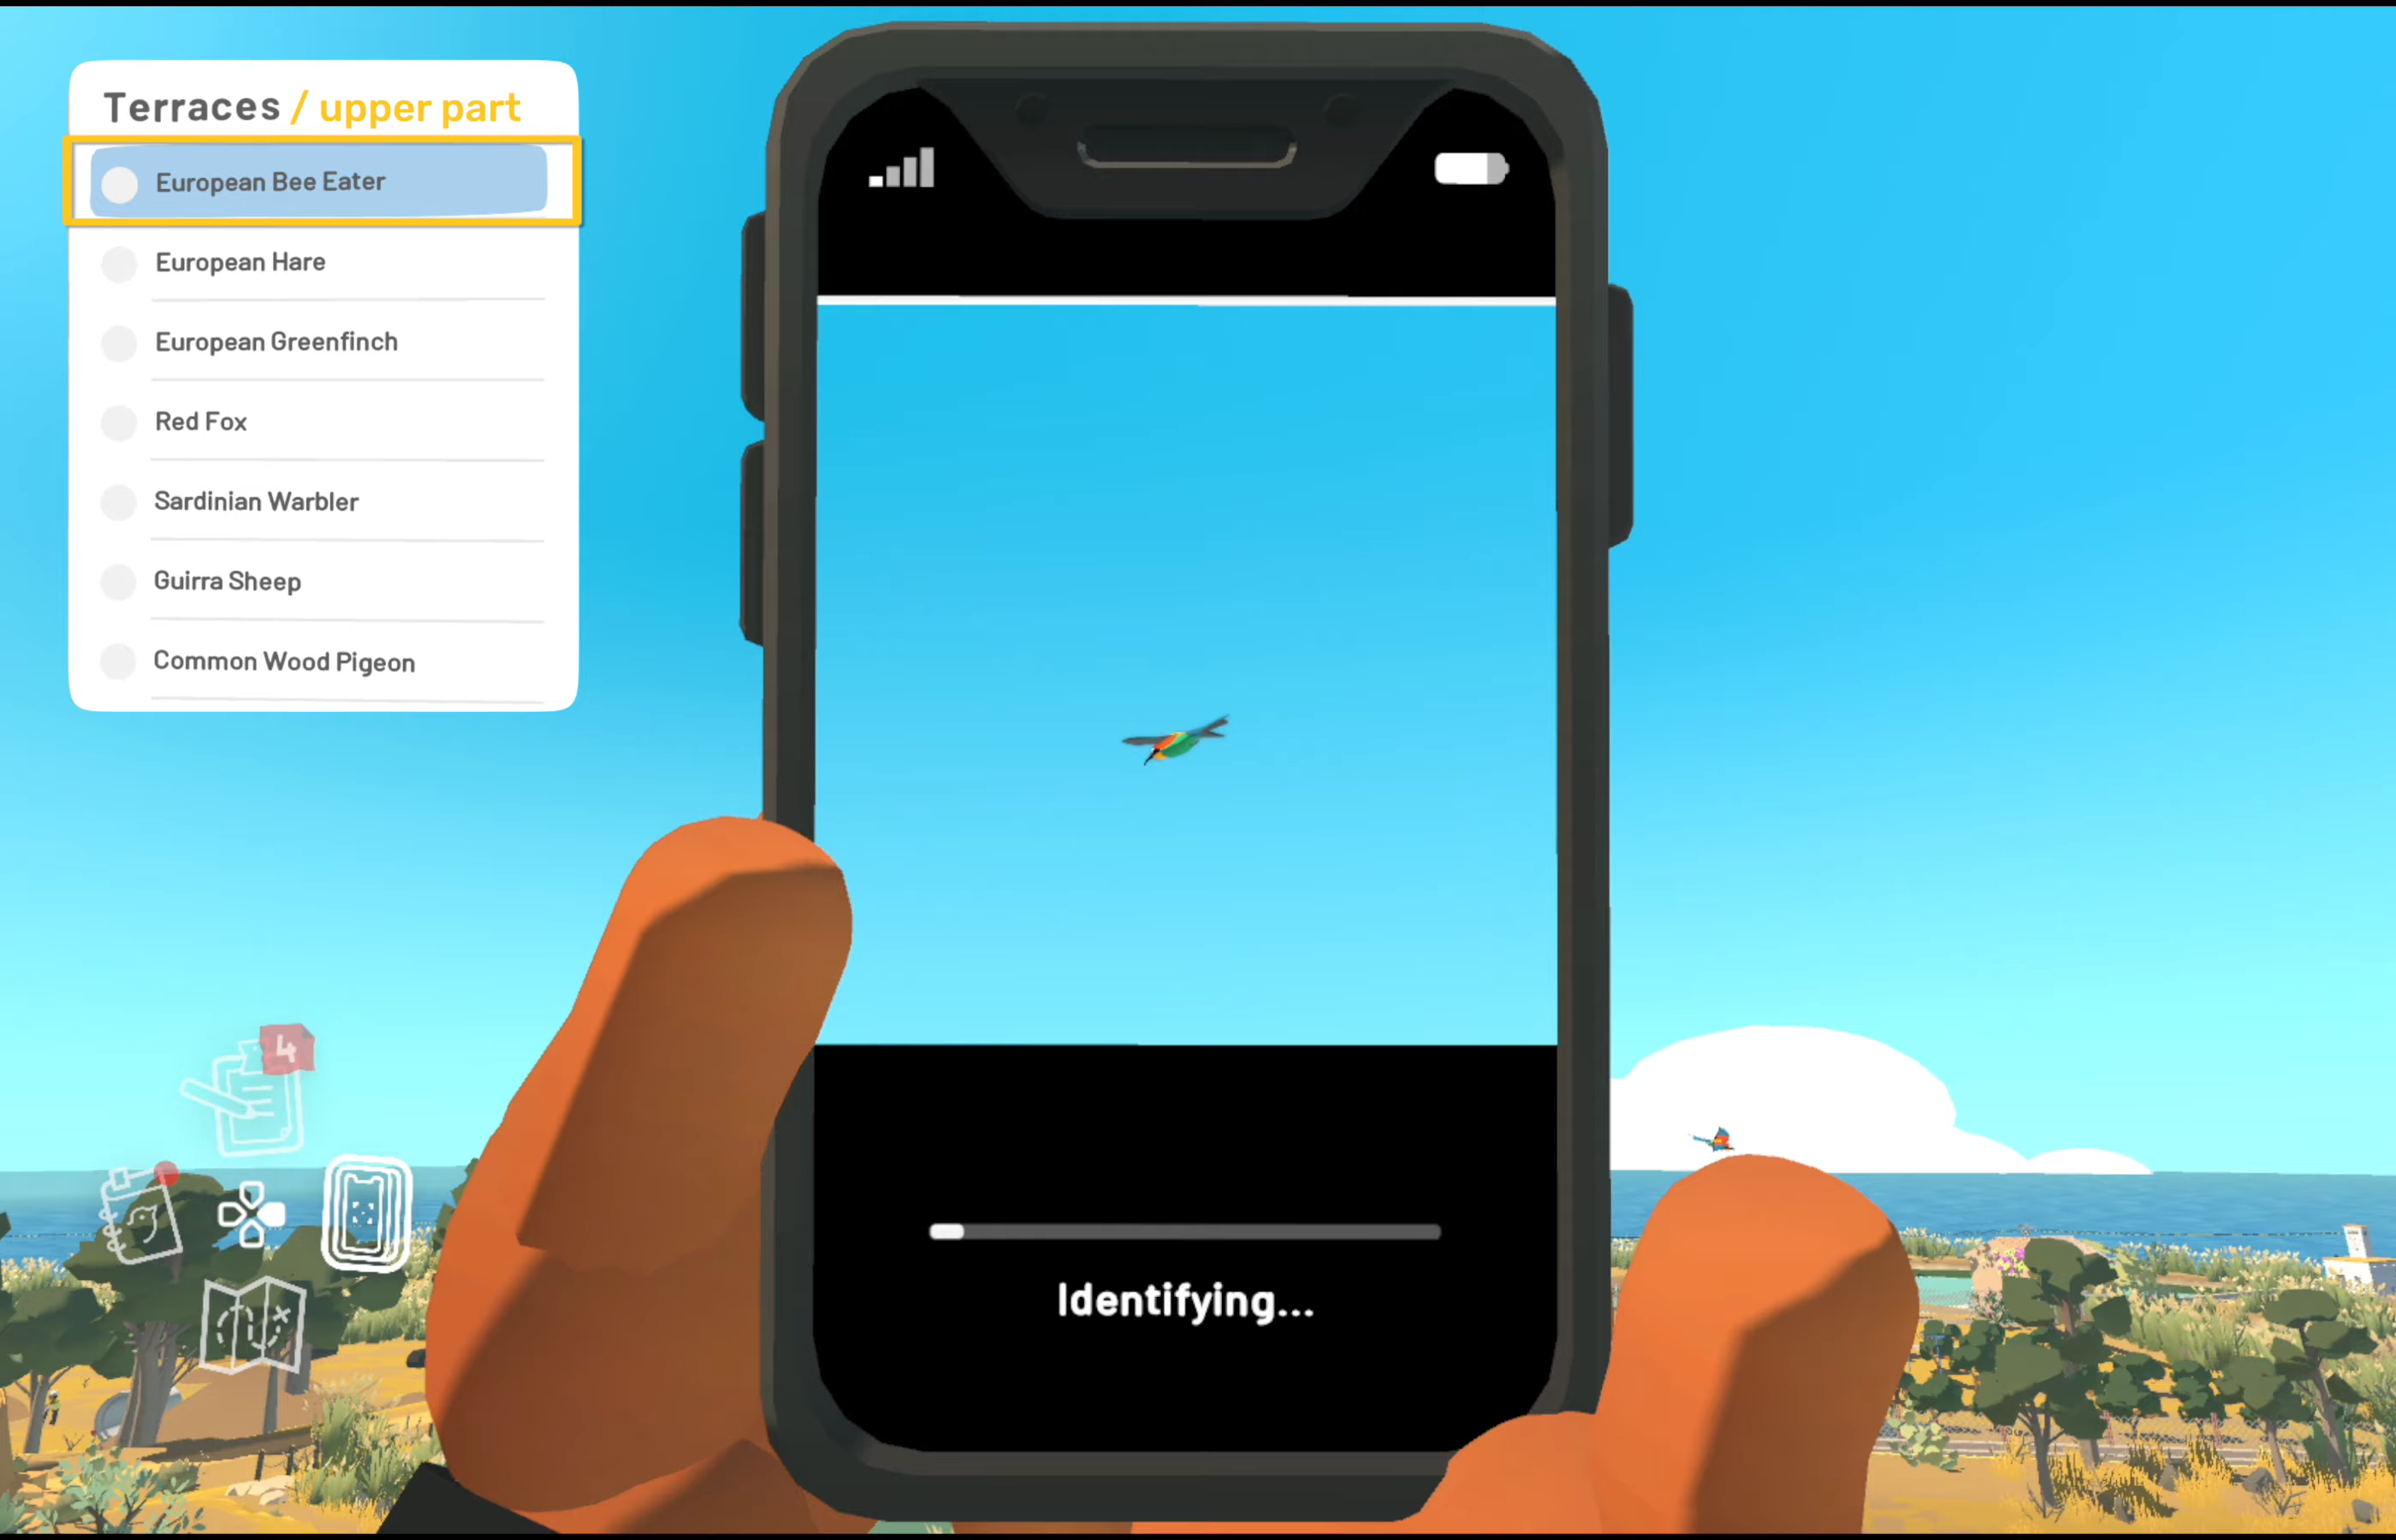 Terraces / upper part
European Bee Eater
European Hare
European Greenfinch
Red Fox
Sardinian Warbler
Guirra Sheep
Common Wood Pigeon
4
Identifying...